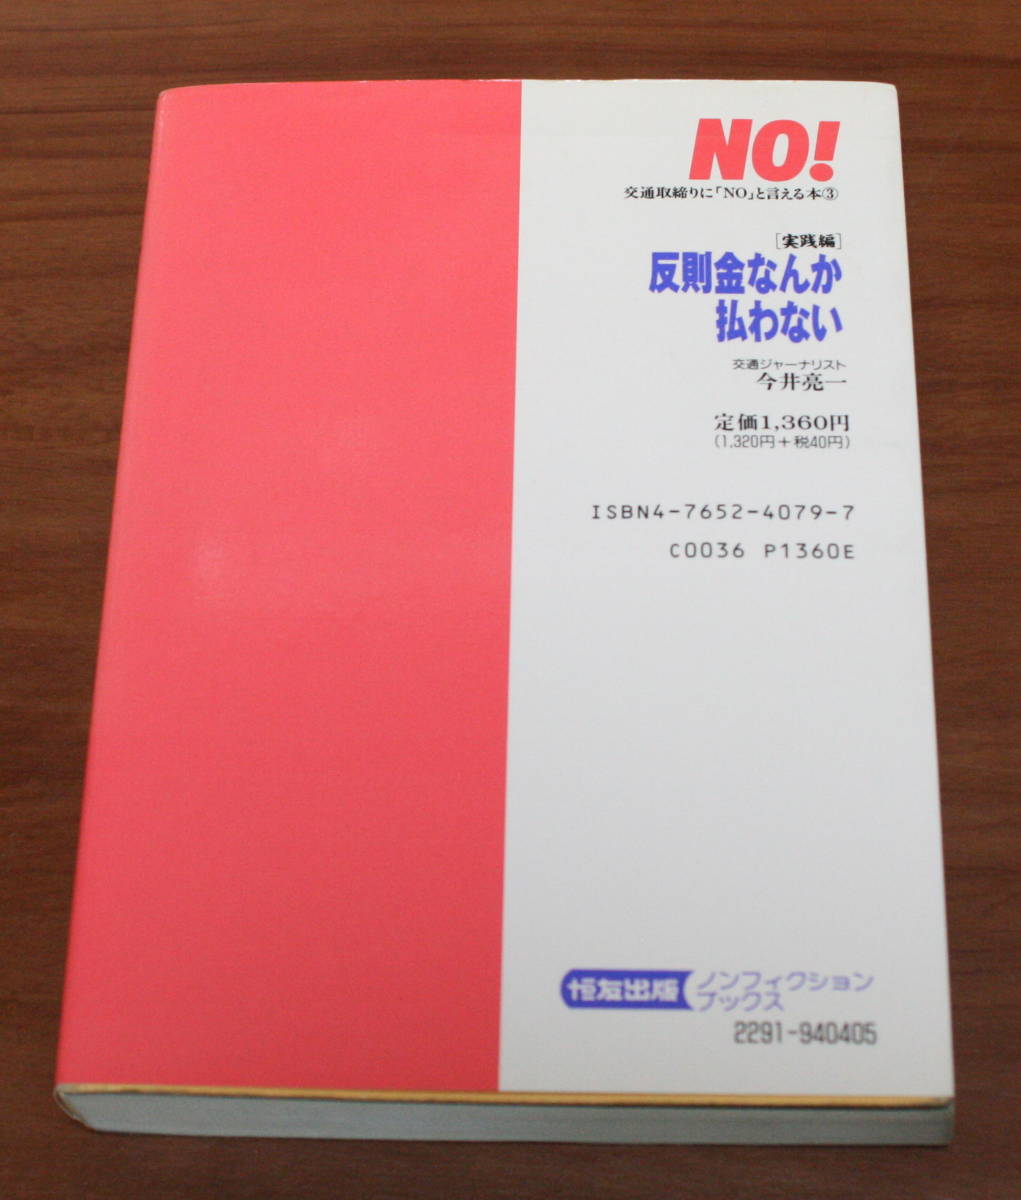 NO!
交通取締りに「NO」と言える本③
［実践編］
反則金なんか
払わない
交通ジャーナリスト
今井亮一
定価1,360円
(1,320円＋税40円)
ISBN4-7652-4079-7
C0036 P1360E
恒友出版
ノンフィクション
ブックス
2291-940405